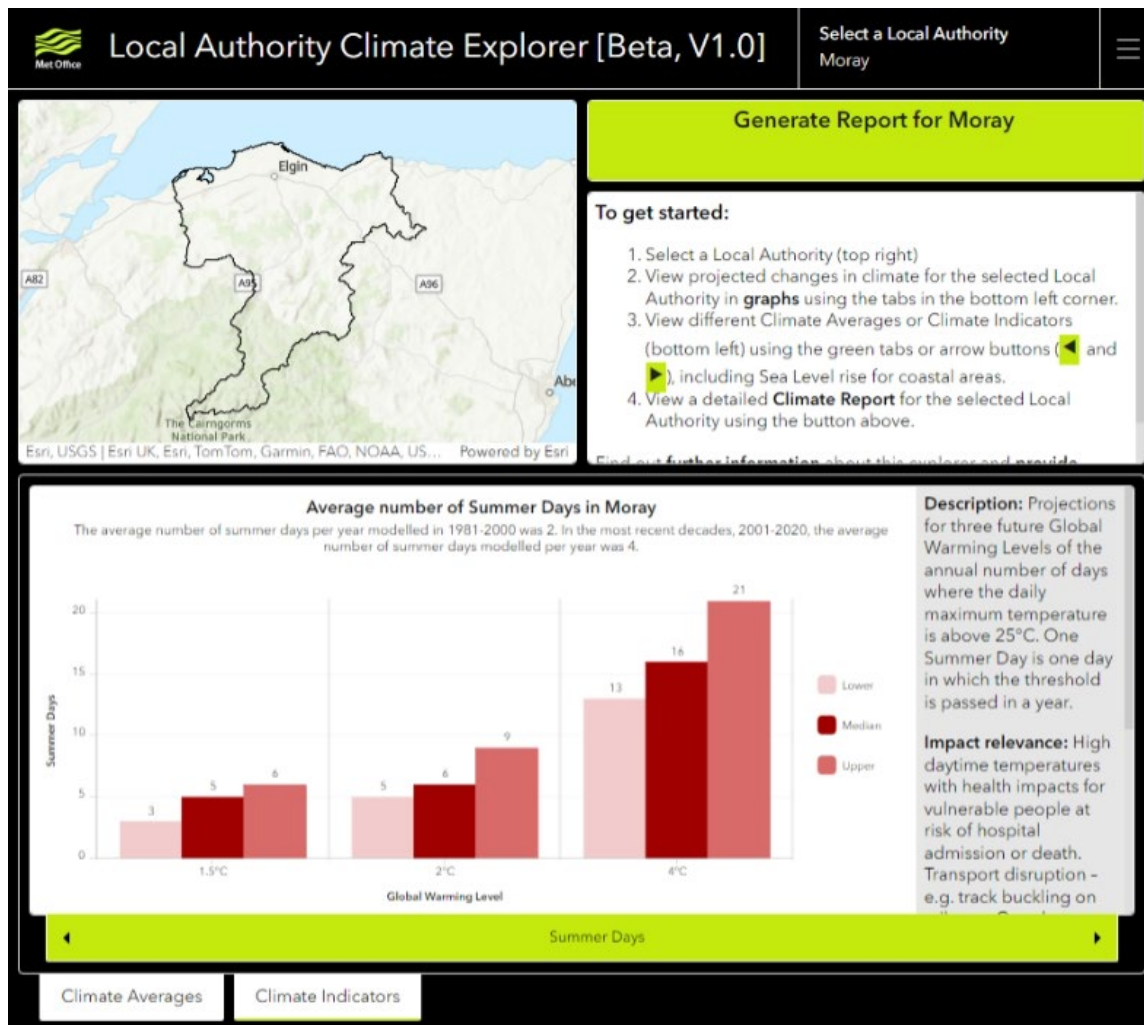 Met Office
Local Authority Climate Explorer [Beta, V1.0]
Select a Local Authority
Moray
Elgin
A82
A95
A96
The Cairngorms
National Park
Esri, USGS | Esri UK, Esri, TomTom, Garmin, FAO, NOAA, US... Powered by Esri
Generate Report for Moray
To get started:
1. Select a Local Authority (top right)
2. View projected changes in climate for the selected Local
Authority in graphs using the tabs in the bottom left corner.
3. View different Climate Averages or Climate Indicators
(bottom left) using the green tabs or arrow buttons (◀ and
▶), including Sea Level rise for coastal areas.
4. View a detailed Climate Report for the selected Local
Authority using the button above.
Find out further information about this explorer and provide
Average number of Summer Days in Moray
The average number of summer days per year modelled in 1981-2000 was 2. In the most recent decades, 2001-2020, the average
number of summer days modelled per year was 4.
Summer Days
20
15
10
5
0
3
5
6
5
6
9
13
16
21
1.5°C
2°C
4°C
Global Warming Level
Lower
Median
Upper
Description: Projections
for three future Global
Warming Levels of the
annual number of days
where the daily
maximum temperature
is above 25°C. One
Summer Day is one day
in which the threshold
is passed in a year.
Impact relevance: High
daytime temperatures
with health impacts for
vulnerable people at
risk of hospital
admission or death.
Transport disruption –
e.g. track buckling on
Summer Days
Climate Averages
Climate Indicators